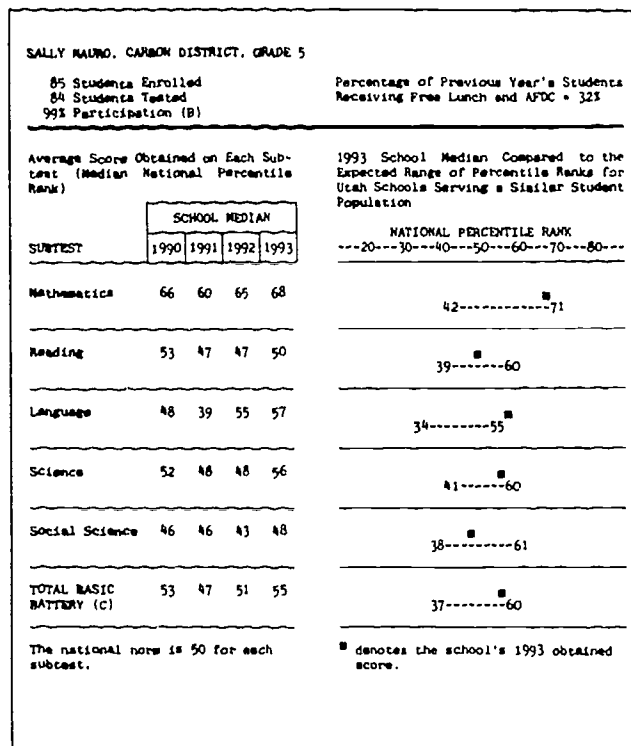 SALLY MAURO, CARBON DISTRICT, GRADE 5
85 Students Enrolled
84 Students Tested
99% Participation (B)
Percentage of Previous Year's Students
Receiving Free Lunch and AFDC = 32%
Average Score Obtained on Each Sub-
test (Median National Percentile
Rank)
SCHOOL MEDIAN
SUBTEST 1990 1991 1992 1993
Mathematics 66 60 65 68
Reading 53 47 47 50
Language 48 39 55 57
Science 52 48 48 56
Social Science 46 46 43 48
TOTAL BASIC 53 47 51 55
BATTERY (C)
The national norm is 50 for each
subtest.
1993 School Median Compared to the
Expected Range of Percentile Ranks for
Utah Schools Serving a Similar Student
Population
NATIONAL PERCENTILE RANK
---20---30---40---50---60---70---80---
■
42-----------71
■
39--------60
■
34--------55
■
41-------60
■
38--------61
■
37--------60
■ denotes the school's 1993 obtained
score.